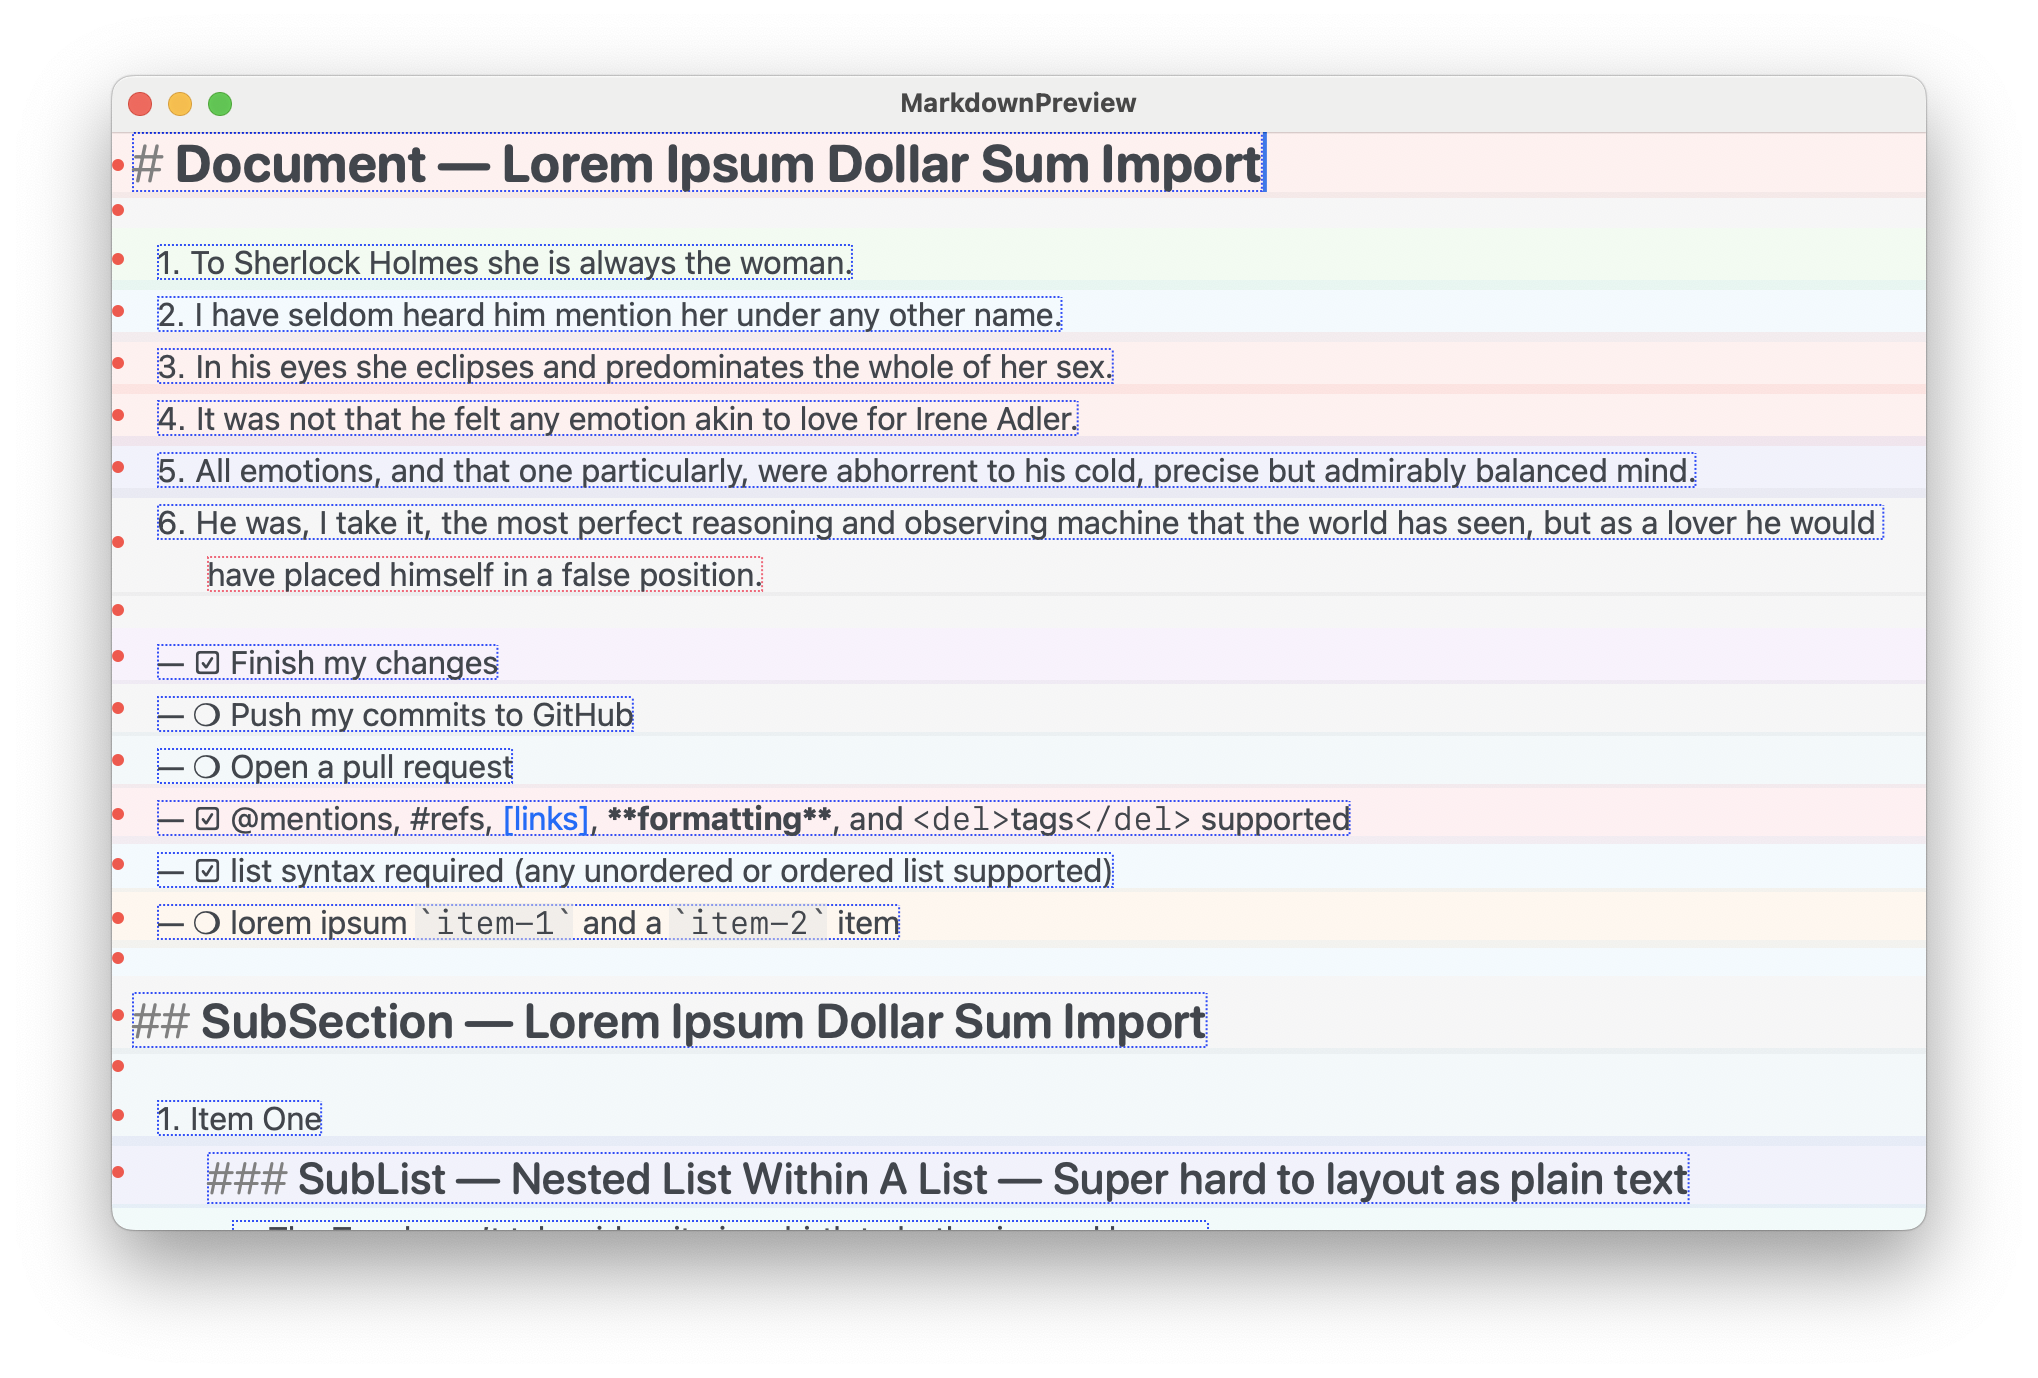 MarkdownPreview
# Document — Lorem Ipsum Dollar Sum Import
1. To Sherlock Holmes she is always the woman.
2. I have seldom heard him mention her under any other name.
3. In his eyes she eclipses and predominates the whole of her sex.
4. It was not that he felt any emotion akin to love for Irene Adler.
5. All emotions, and that one particularly, were abhorrent to his cold, precise but admirably balanced mind.
6. He was, I take it, the most perfect reasoning and observing machine that the world has seen, but as a lover he would
have placed himself in a false position.
— ☑ Finish my changes
— ❍ Push my commits to GitHub
— ❍ Open a pull request
— ☑ @mentions, #refs, [links], **formatting**, and <del>tags</del> supported
— ☑ list syntax required (any unordered or ordered list supported)
— ❍ lorem ipsum `item-1` and a `item-2` item
## SubSection — Lorem Ipsum Dollar Sum Import
1. Item One
### SubList — Nested List Within A List — Super hard to layout as plain text